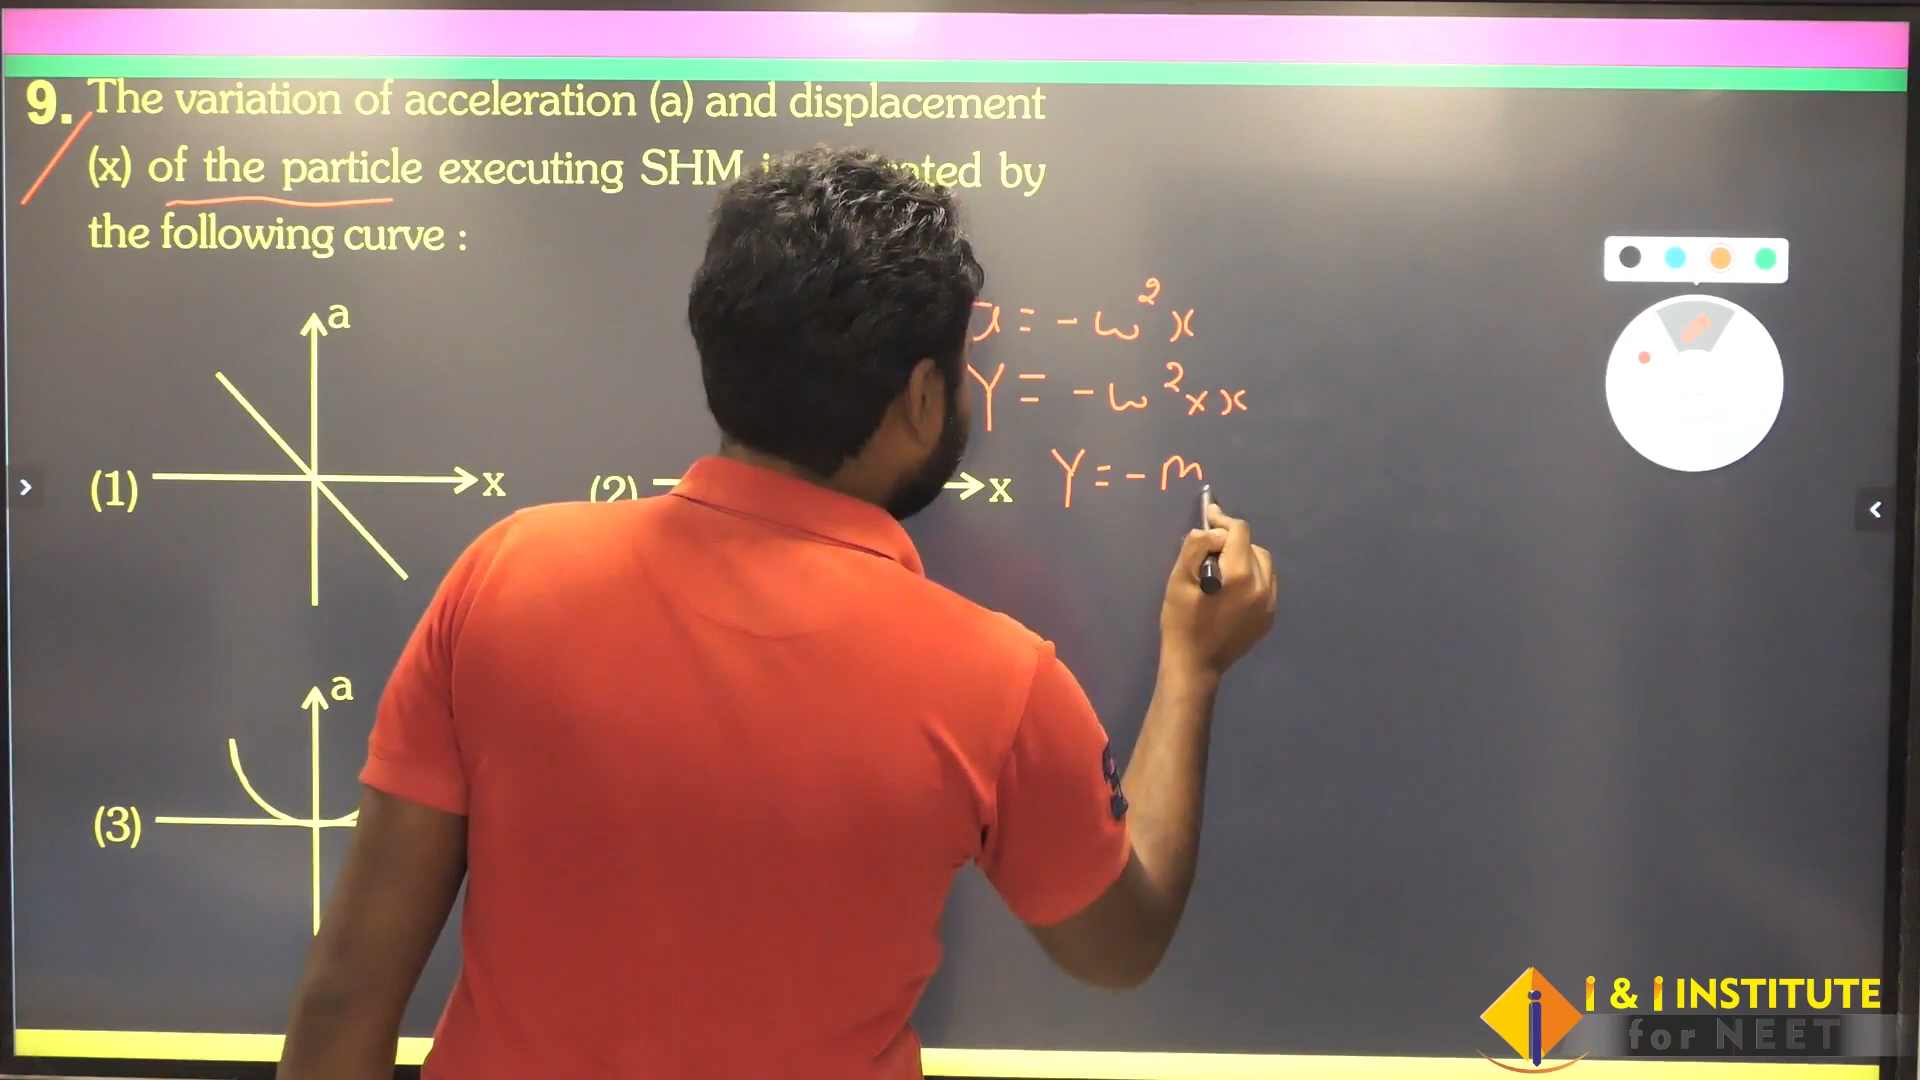 9. The variation of acceleration (a) and displacement
(x) of the particle executing SHM by
the following curve :
a
(1)
x
(2)
x
a
(3)
a = - ω² x
Y = - ω² x x
Y = - m
i & i INSTITUTE
for NEET